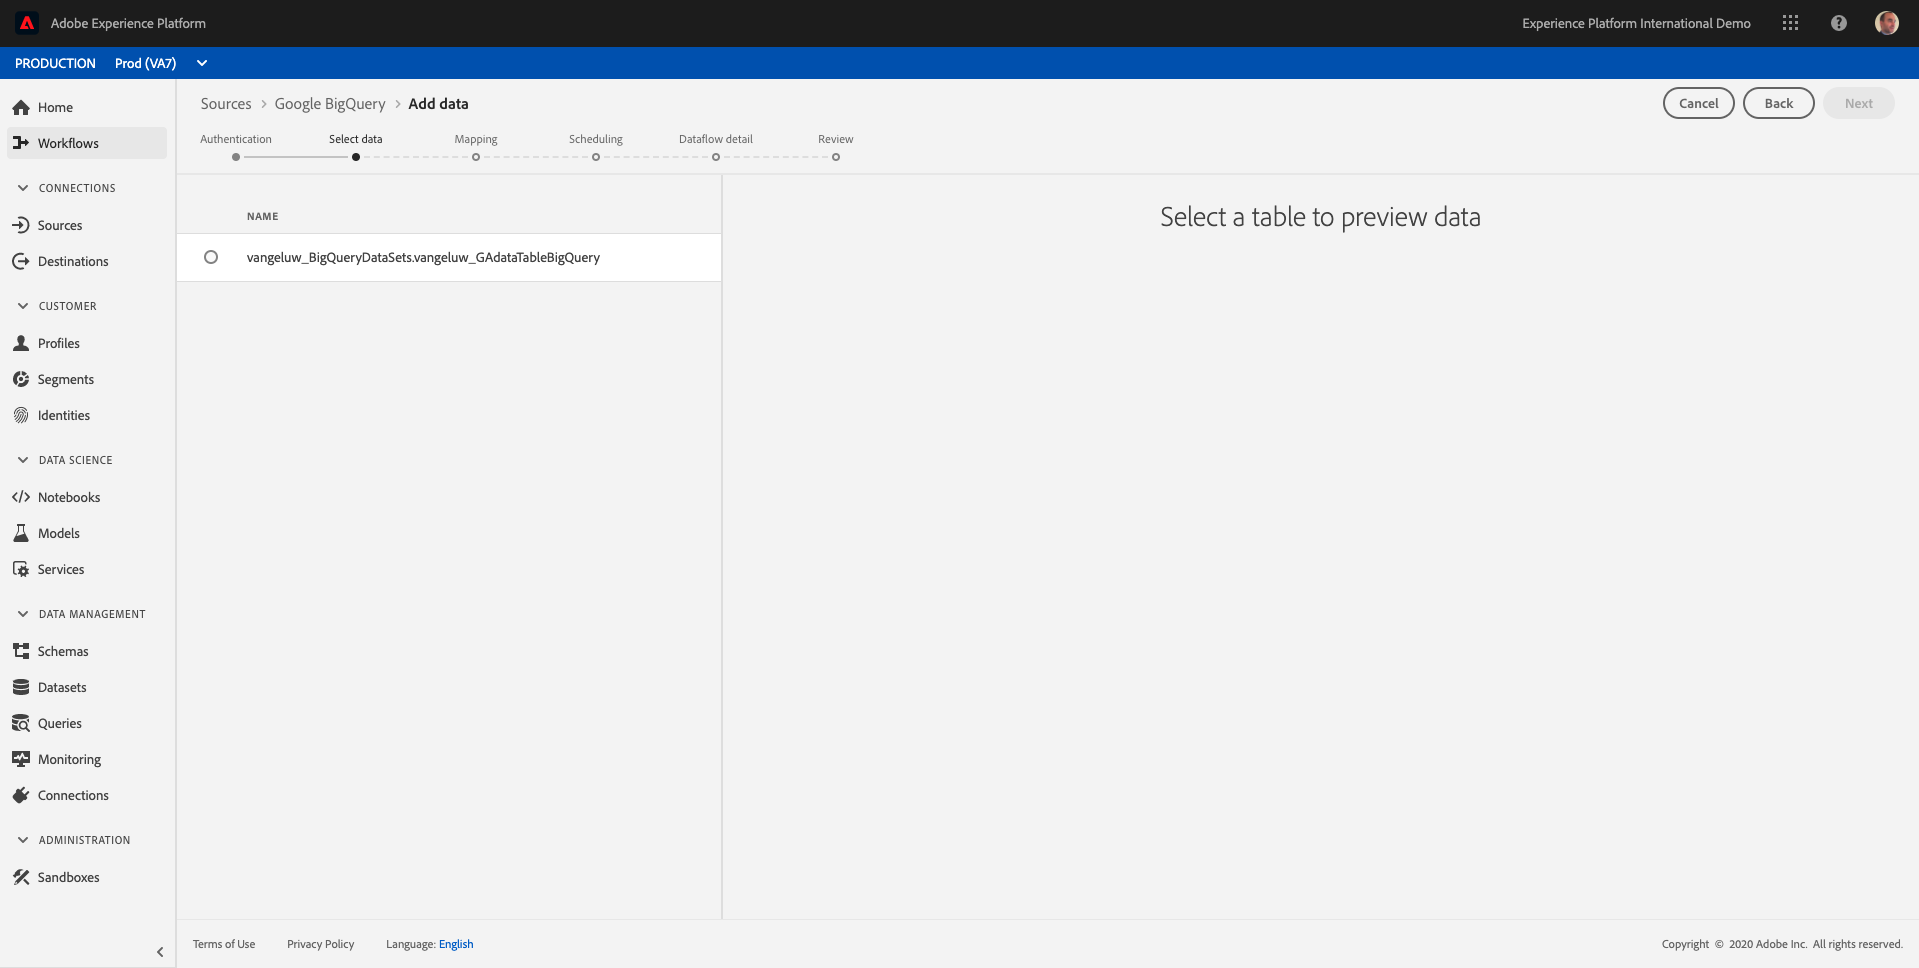 Adobe Experience Platform
Experience Platform International Demo
PRODUCTION Prod (VA7)
Home
Workflows
CONNECTIONS
Sources
Destinations
CUSTOMER
Profiles
Segments
Identities
DATA SCIENCE
Notebooks
Models
Services
DATA MANAGEMENT
Schemas
Datasets
Queries
Monitoring
Connections
ADMINISTRATION
Sandboxes
Sources > Google BigQuery > Add data
Cancel Back Next
Authentication Select data Mapping Scheduling Dataflow detail Review
NAME
vangeluw_BigQueryDataSets.vangeluw_GAdataTableBigQuery
Select a table to preview data
Terms of Use Privacy Policy Language: English
Copyright © 2020 Adobe Inc. All rights reserved.